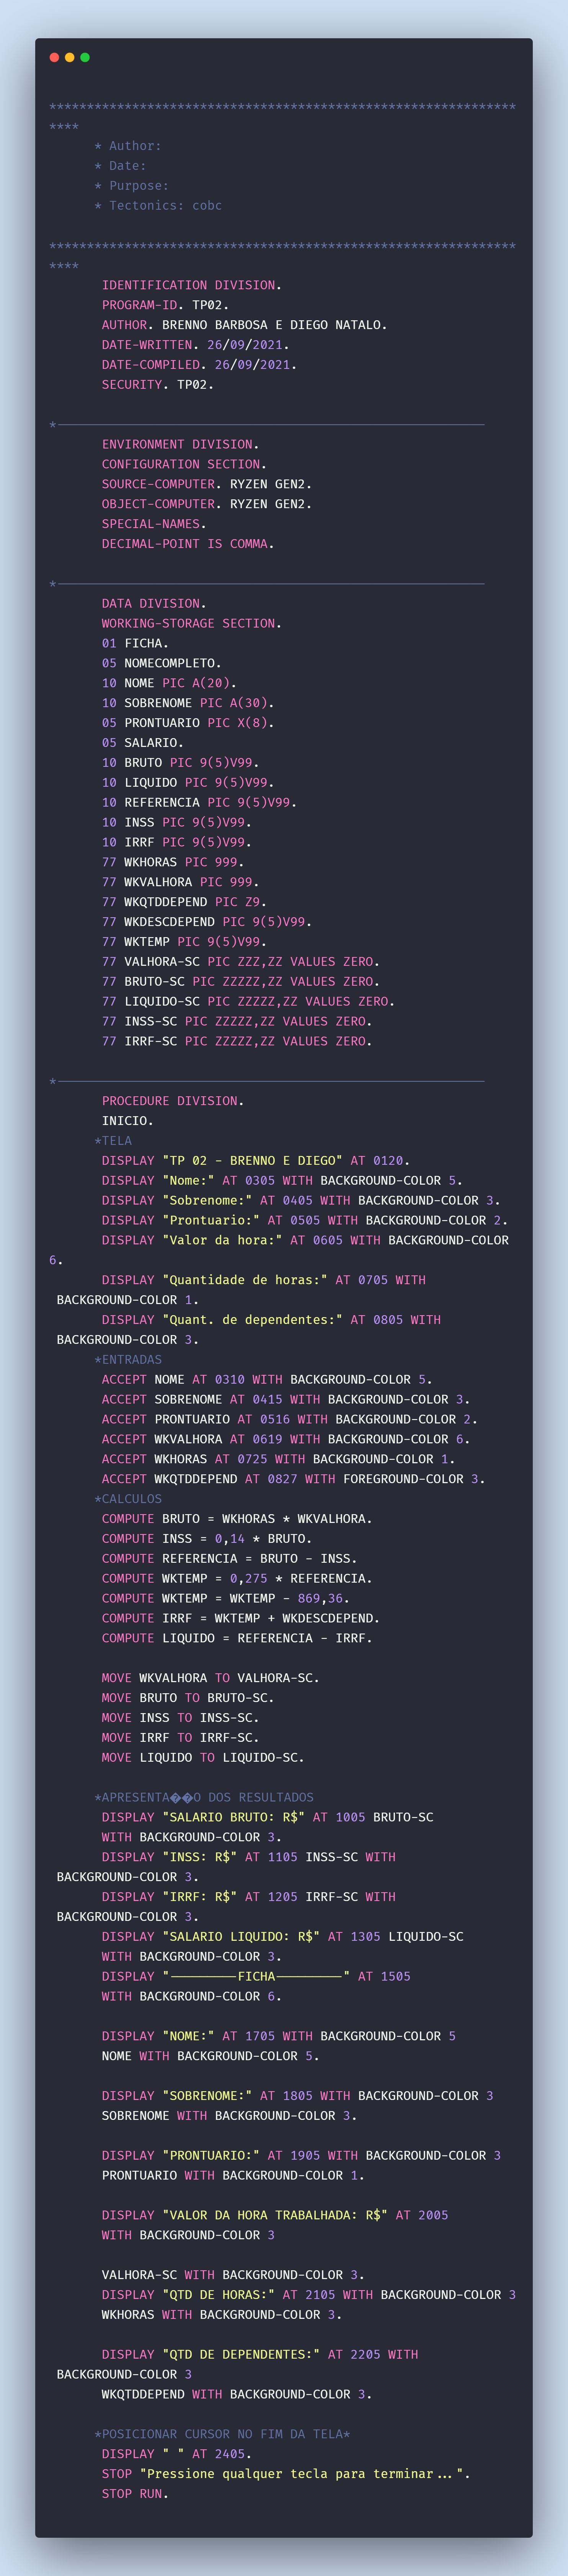 **************************************************************
****
      * Author:
      * Date:
      * Purpose:
      * Tectonics: cobc

**************************************************************
****
       IDENTIFICATION DIVISION.
       PROGRAM-ID. TP02.
       AUTHOR. BRENNO BARBOSA E DIEGO NATALO.
       DATE-WRITTEN. 26/09/2021.
       DATE-COMPILED. 26/09/2021.
       SECURITY. TP02.

*---------------------------------------------------------
       ENVIRONMENT DIVISION.
       CONFIGURATION SECTION.
       SOURCE-COMPUTER. RYZEN GEN2.
       OBJECT-COMPUTER. RYZEN GEN2.
       SPECIAL-NAMES.
       DECIMAL-POINT IS COMMA.

*---------------------------------------------------------
       DATA DIVISION.
       WORKING-STORAGE SECTION.
       01 FICHA.
       05 NOMECOMPLETO.
       10 NOME PIC A(20).
       10 SOBRENOME PIC A(30).
       05 PRONTUARIO PIC X(8).
       05 SALARIO.
       10 BRUTO PIC 9(5)V99.
       10 LIQUIDO PIC 9(5)V99.
       10 REFERENCIA PIC 9(5)V99.
       10 INSS PIC 9(5)V99.
       10 IRRF PIC 9(5)V99.
       77 WKHORAS PIC 999.
       77 WKVALHORA PIC 999.
       77 WKQTDDEPEND PIC Z9.
       77 WKDESCDEPEND PIC 9(5)V99.
       77 WKTEMP PIC 9(5)V99.
       77 VALHORA-SC PIC ZZZ,ZZ VALUES ZERO.
       77 BRUTO-SC PIC ZZZZZ,ZZ VALUES ZERO.
       77 LIQUIDO-SC PIC ZZZZZ,ZZ VALUES ZERO.
       77 INSS-SC PIC ZZZZZ,ZZ VALUES ZERO.
       77 IRRF-SC PIC ZZZZZ,ZZ VALUES ZERO.

*---------------------------------------------------------
       PROCEDURE DIVISION.
       INICIO.
      *TELA
       DISPLAY "TP 02 - BRENNO E DIEGO" AT 0120.
       DISPLAY "Nome:" AT 0305 WITH BACKGROUND-COLOR 5.
       DISPLAY "Sobrenome:" AT 0405 WITH BACKGROUND-COLOR 3.
       DISPLAY "Prontuario:" AT 0505 WITH BACKGROUND-COLOR 2.
       DISPLAY "Valor da hora:" AT 0605 WITH BACKGROUND-COLOR
6.
       DISPLAY "Quantidade de horas:" AT 0705 WITH
 BACKGROUND-COLOR 1.
       DISPLAY "Quant. de dependentes:" AT 0805 WITH
 BACKGROUND-COLOR 3.
      *ENTRADAS
       ACCEPT NOME AT 0310 WITH BACKGROUND-COLOR 5.
       ACCEPT SOBRENOME AT 0415 WITH BACKGROUND-COLOR 3.
       ACCEPT PRONTUARIO AT 0516 WITH BACKGROUND-COLOR 2.
       ACCEPT WKVALHORA AT 0619 WITH BACKGROUND-COLOR 6.
       ACCEPT WKHORAS AT 0725 WITH BACKGROUND-COLOR 1.
       ACCEPT WKQTDDEPEND AT 0827 WITH FOREGROUND-COLOR 3.
      *CALCULOS
       COMPUTE BRUTO = WKHORAS * WKVALHORA.
       COMPUTE INSS = 0,14 * BRUTO.
       COMPUTE REFERENCIA = BRUTO - INSS.
       COMPUTE WKTEMP = 0,275 * REFERENCIA.
       COMPUTE WKTEMP = WKTEMP - 869,36.
       COMPUTE IRRF = WKTEMP + WKDESCDEPEND.
       COMPUTE LIQUIDO = REFERENCIA - IRRF.

       MOVE WKVALHORA TO VALHORA-SC.
       MOVE BRUTO TO BRUTO-SC.
       MOVE INSS TO INSS-SC.
       MOVE IRRF TO IRRF-SC.
       MOVE LIQUIDO TO LIQUIDO-SC.

      *APRESENTA��O DOS RESULTADOS
       DISPLAY "SALARIO BRUTO: R$" AT 1005 BRUTO-SC
       WITH BACKGROUND-COLOR 3.
       DISPLAY "INSS: R$" AT 1105 INSS-SC WITH
 BACKGROUND-COLOR 3.
       DISPLAY "IRRF: R$" AT 1205 IRRF-SC WITH
 BACKGROUND-COLOR 3.
       DISPLAY "SALARIO LIQUIDO: R$" AT 1305 LIQUIDO-SC
       WITH BACKGROUND-COLOR 3.
       DISPLAY "---------FICHA---------" AT 1505
       WITH BACKGROUND-COLOR 6.

       DISPLAY "NOME:" AT 1705 WITH BACKGROUND-COLOR 5
       NOME WITH BACKGROUND-COLOR 5.

       DISPLAY "SOBRENOME:" AT 1805 WITH BACKGROUND-COLOR 3
       SOBRENOME WITH BACKGROUND-COLOR 3.

       DISPLAY "PRONTUARIO:" AT 1905 WITH BACKGROUND-COLOR 3
       PRONTUARIO WITH BACKGROUND-COLOR 1.

       DISPLAY "VALOR DA HORA TRABALHADA: R$" AT 2005
       WITH BACKGROUND-COLOR 3

       VALHORA-SC WITH BACKGROUND-COLOR 3.
       DISPLAY "QTD DE HORAS:" AT 2105 WITH BACKGROUND-COLOR 3
       WKHORAS WITH BACKGROUND-COLOR 3.

       DISPLAY "QTD DE DEPENDENTES:" AT 2205 WITH
 BACKGROUND-COLOR 3
       WKQTDDEPEND WITH BACKGROUND-COLOR 3.

      *POSICIONAR CURSOR NO FIM DA TELA*
       DISPLAY " " AT 2405.
       STOP "Pressione qualquer tecla para terminar...".
       STOP RUN.